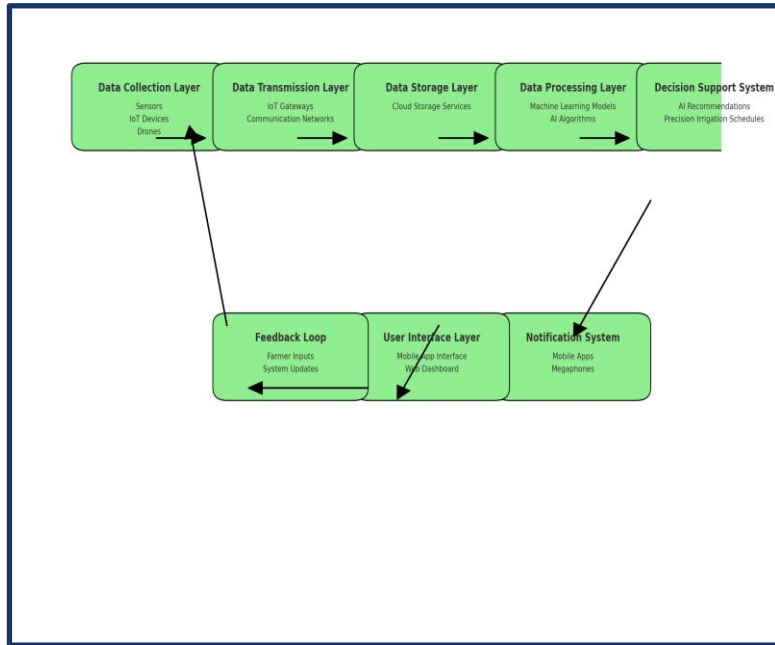 Data Collection Layer
Sensors
IoT Devices
Drones
Data Transmission Layer
IoT Gateways
Communication Networks
Data Storage Layer
Cloud Storage Services
Data Processing Layer
Machine Learning Models
AI Algorithms
Decision Support System
AI Recommendations
Precision Irrigation Schedules
Feedback Loop
Farmer Inputs
System Updates
User Interface Layer
Mobile App Interface
Web Dashboard
Notification System
Mobile Apps
Megaphones